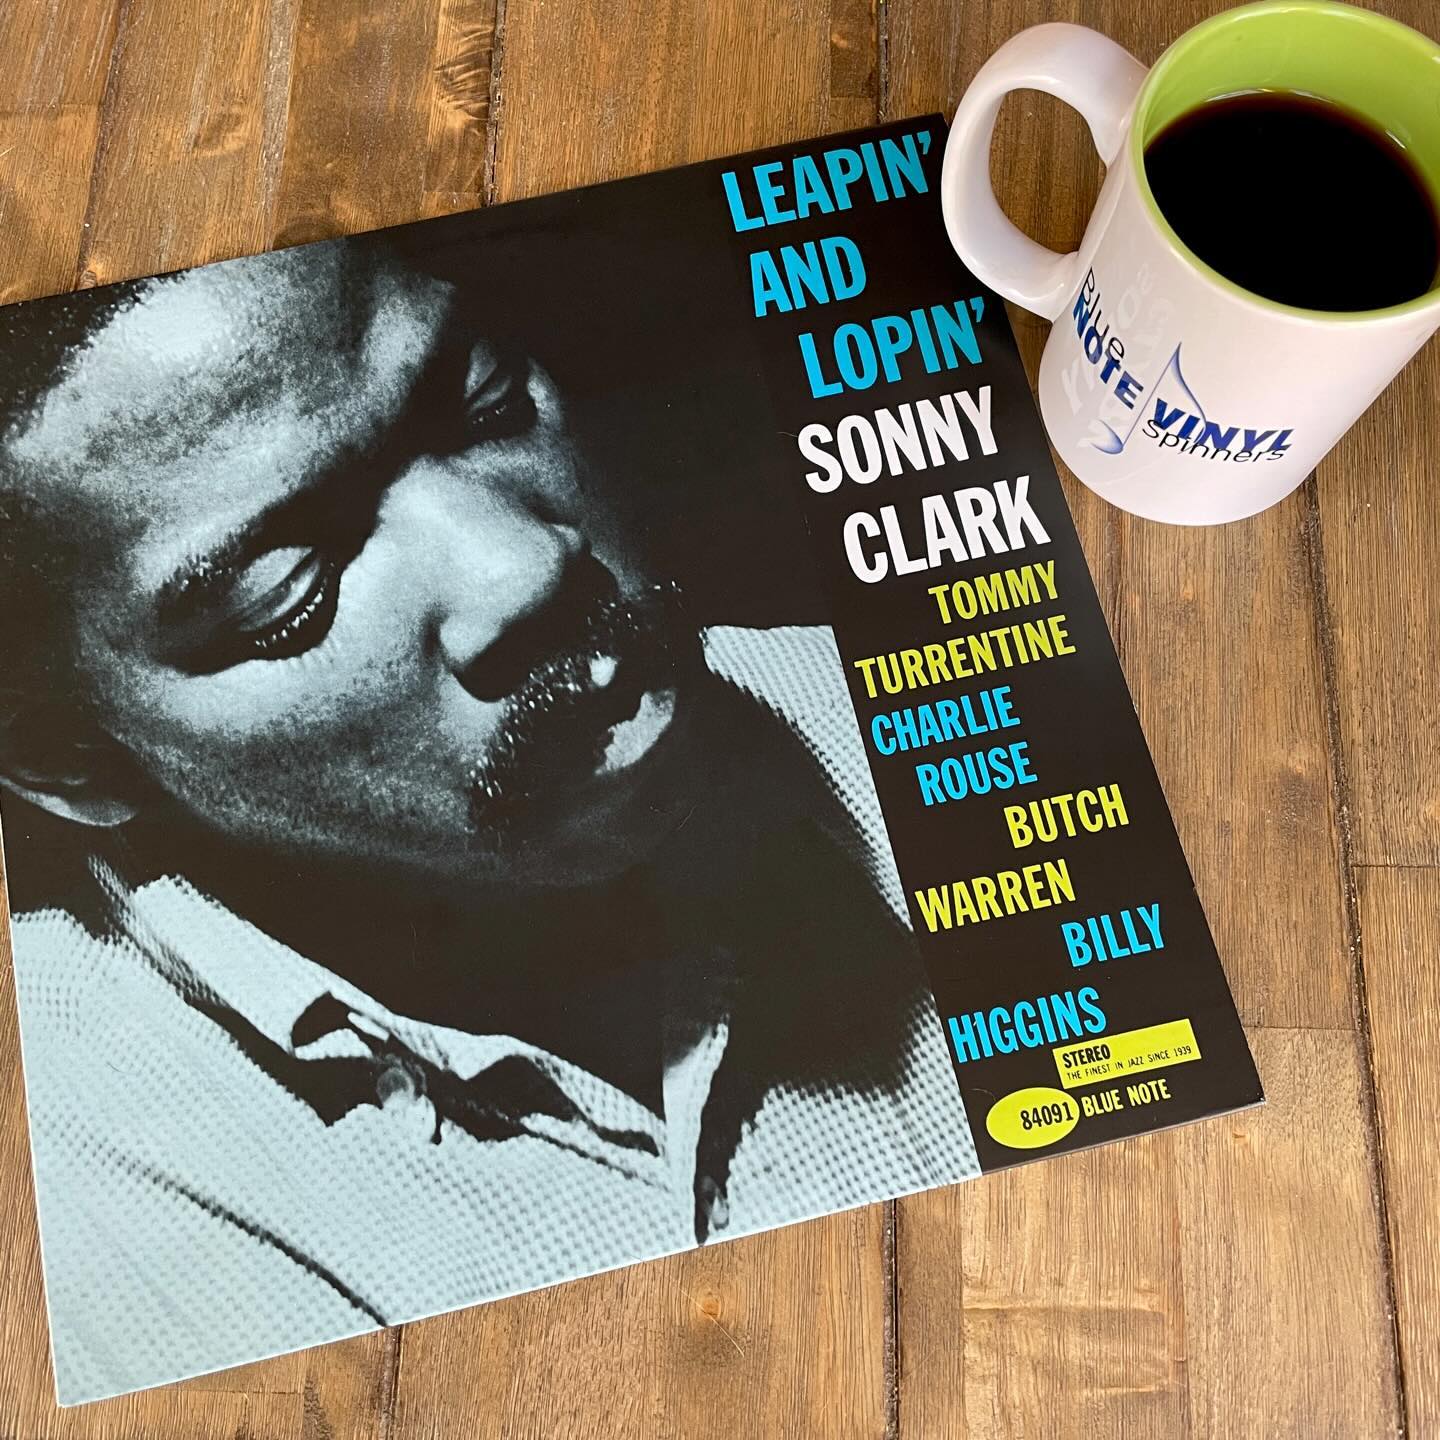 LEAPIN'
AND
LOPIN'
SONNY
CLARK
TOMMY
TURRENTINE
CHARLIE
ROUSE
BUTCH
WARREN
BILLY
HIGGINS
STEREO
THE FINEST IN JAZZ SINCE 1939
84091 BLUE NOTE
Blue
NOTE
VINYL
Spinners